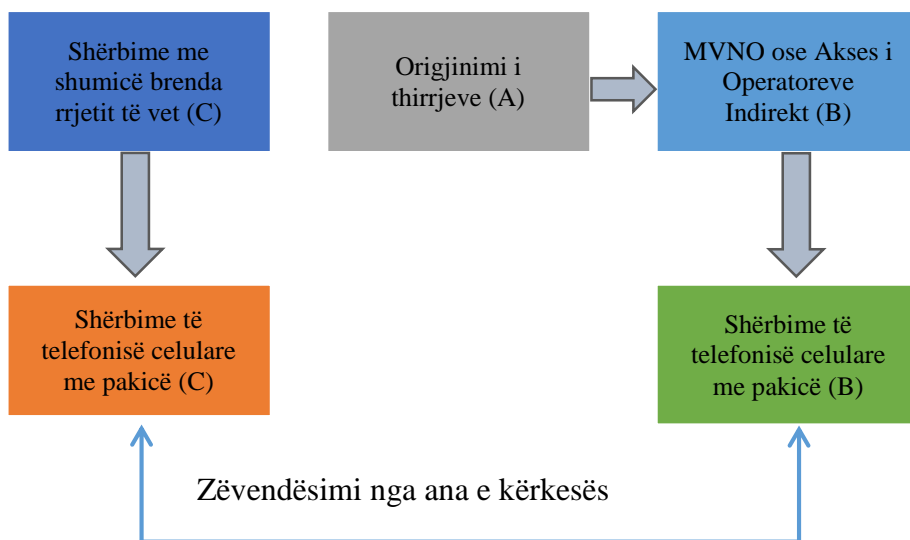 Shërbime me
shumicë brenda
rrjetit të vet (C)
Origjinimi i
thirrjeve (A)
MVNO ose Akses i
Operatoreve
Indirekt (B)
Shërbime të
telefonisë celulare
me pakicë (C)
Shërbime të
telefonisë celulare
me pakicë (B)
Zëvendësimi nga ana e kërkesës